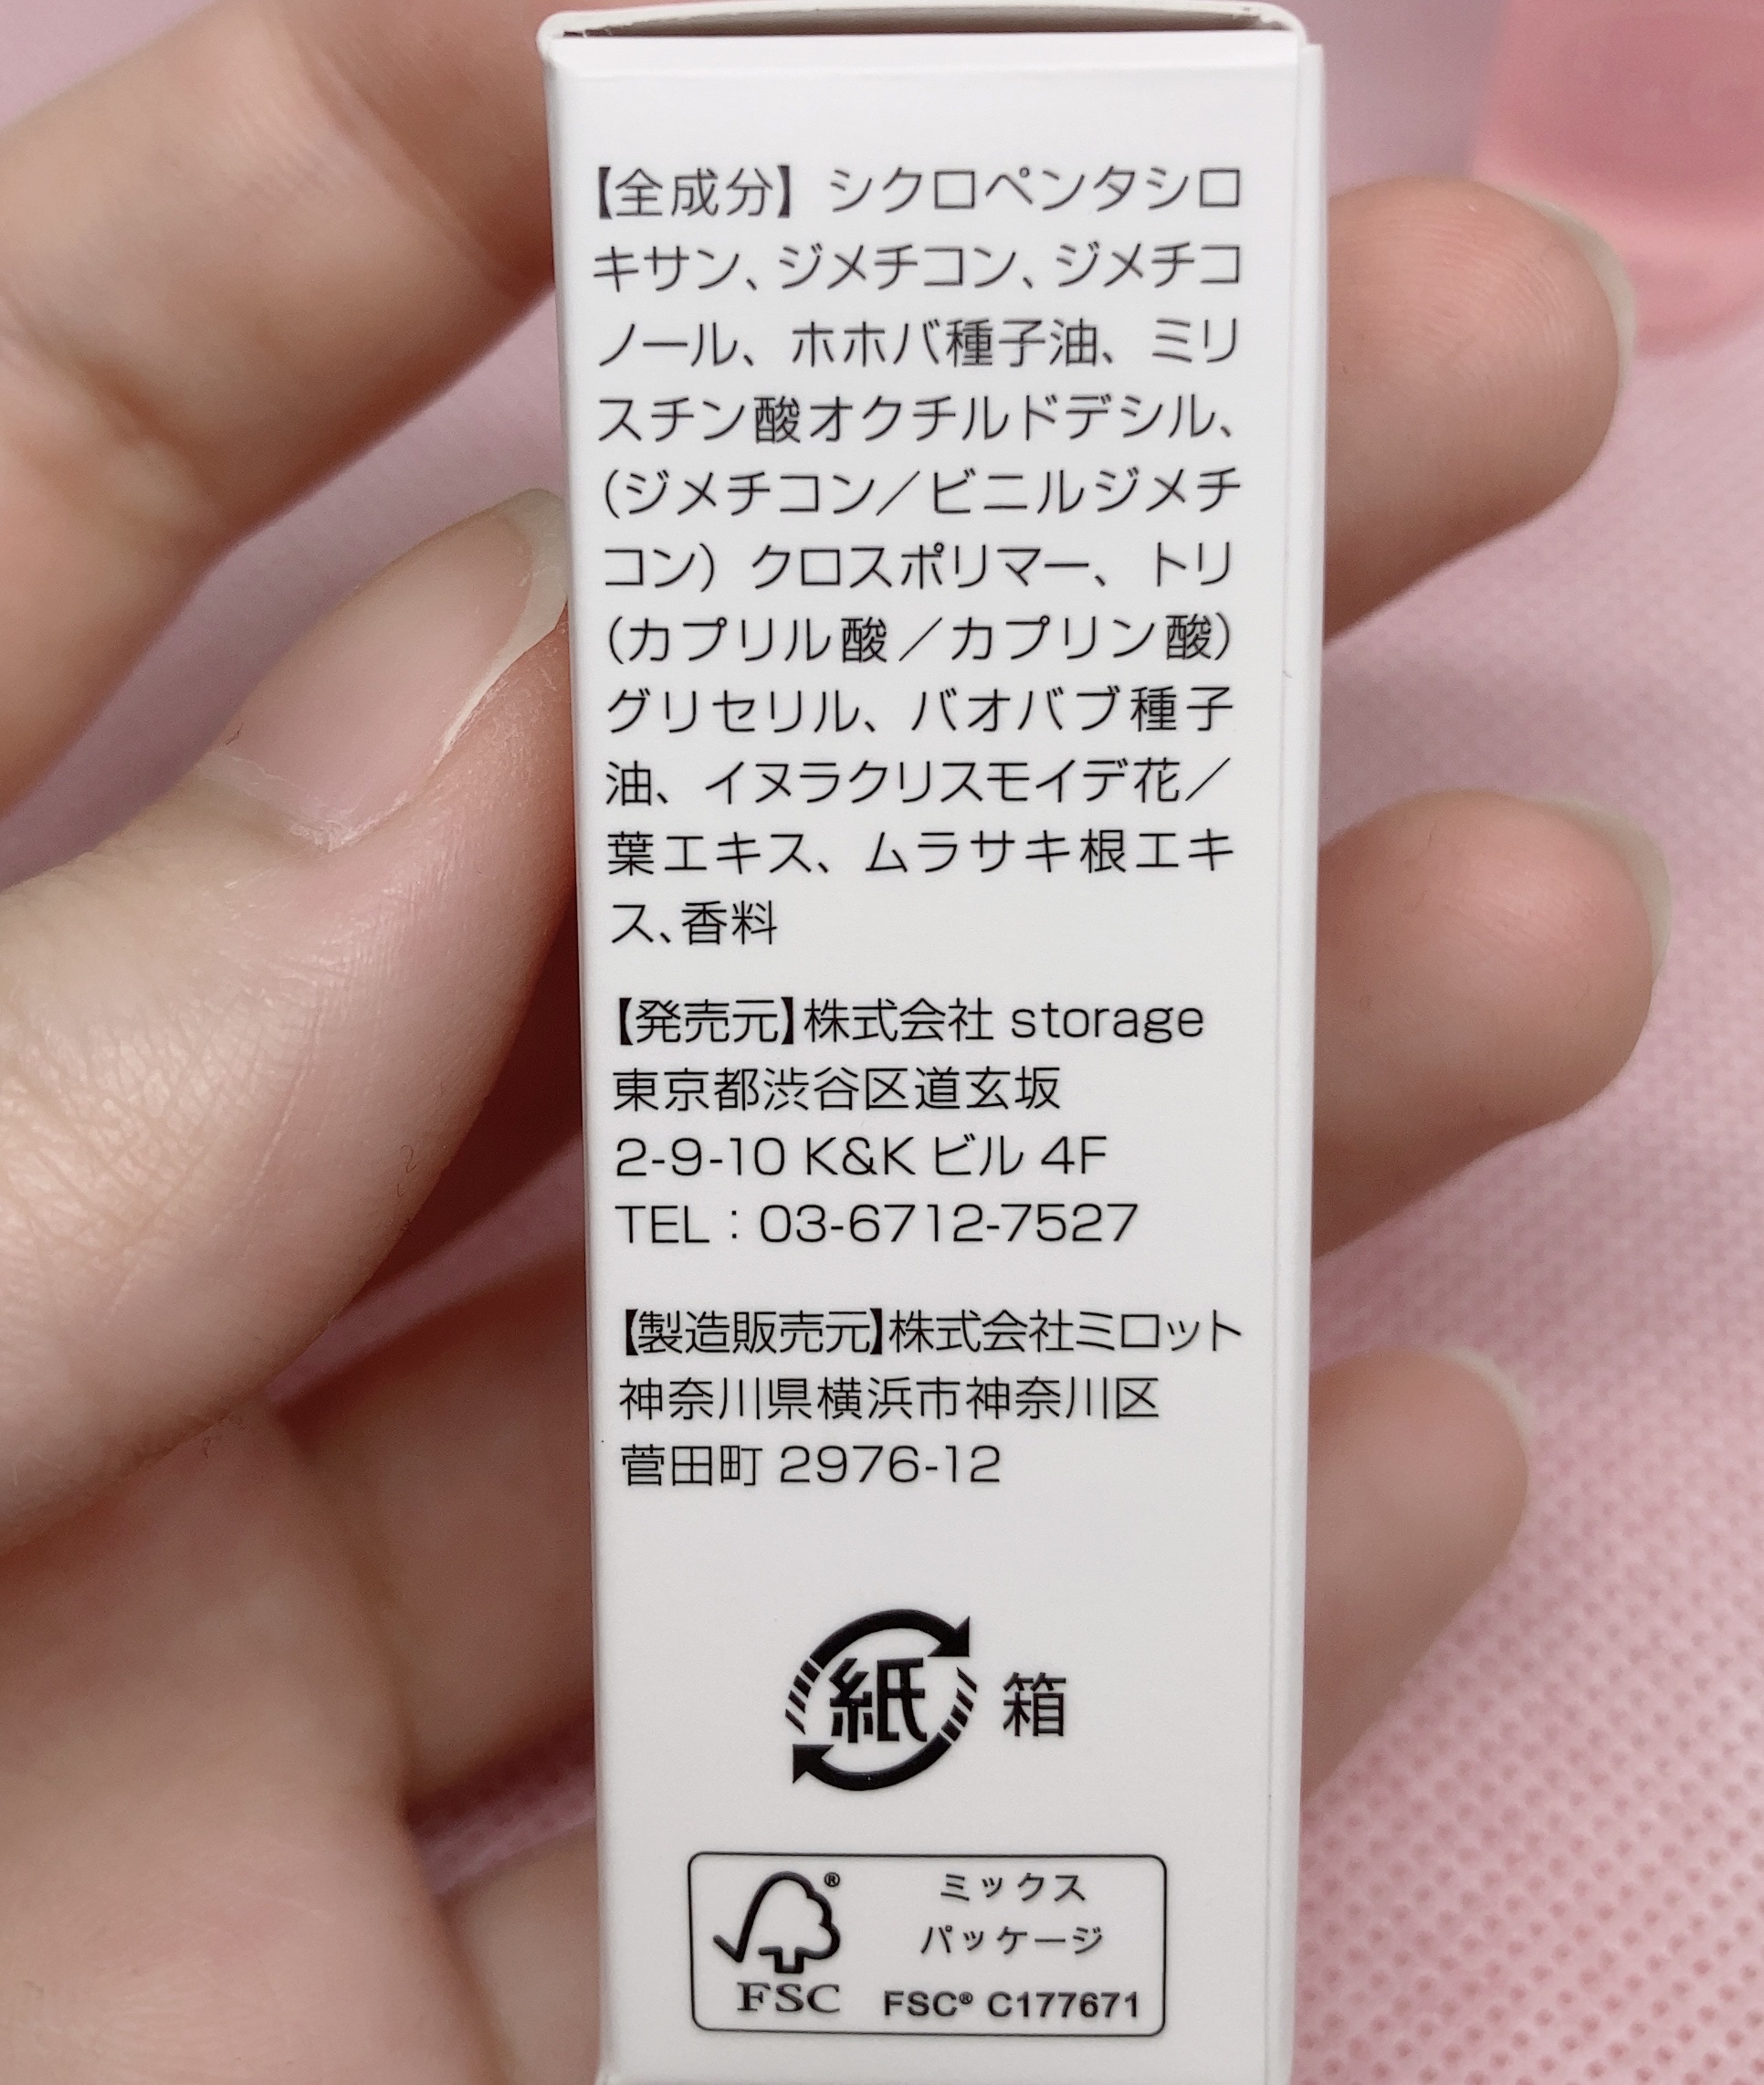 【全成分】シクロペンタシロ
キサン、ジメチコン、ジメチコ
ノール、ホホバ種子油、ミリ
スチン酸オクチルドデシル、
（ジメチコン／ビニルジメチ
コン）クロスポリマー、トリ
（カプリル酸／カプリン酸）
グリセリル、バオバブ種子
油、イヌラクリスモイデ花／
葉エキス、ムラサキ根エキ
ス、香料
【発売元】株式会社 storage
東京都渋谷区道玄坂
2-9-10 K&K ビル 4F
TEL：03-6712-7527
【製造販売元】株式会社ミロット
神奈川県横浜市神奈川区
菅田町 2976-12
紙 箱
ミックス
パッケージ
FSC® C177671
® FSC